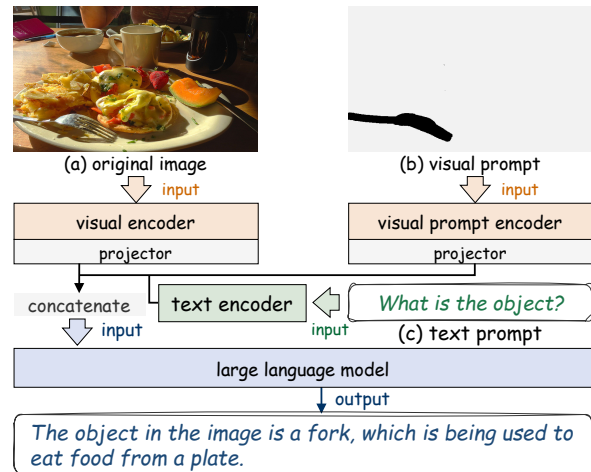 (a) original image
(b) visual prompt
input
input
visual encoder
visual prompt encoder
projector
projector
concatenate
text encoder
What is the object?
input
input
(c) text prompt
large language model
output
The object in the image is a fork, which is being used to
eat food from a plate.